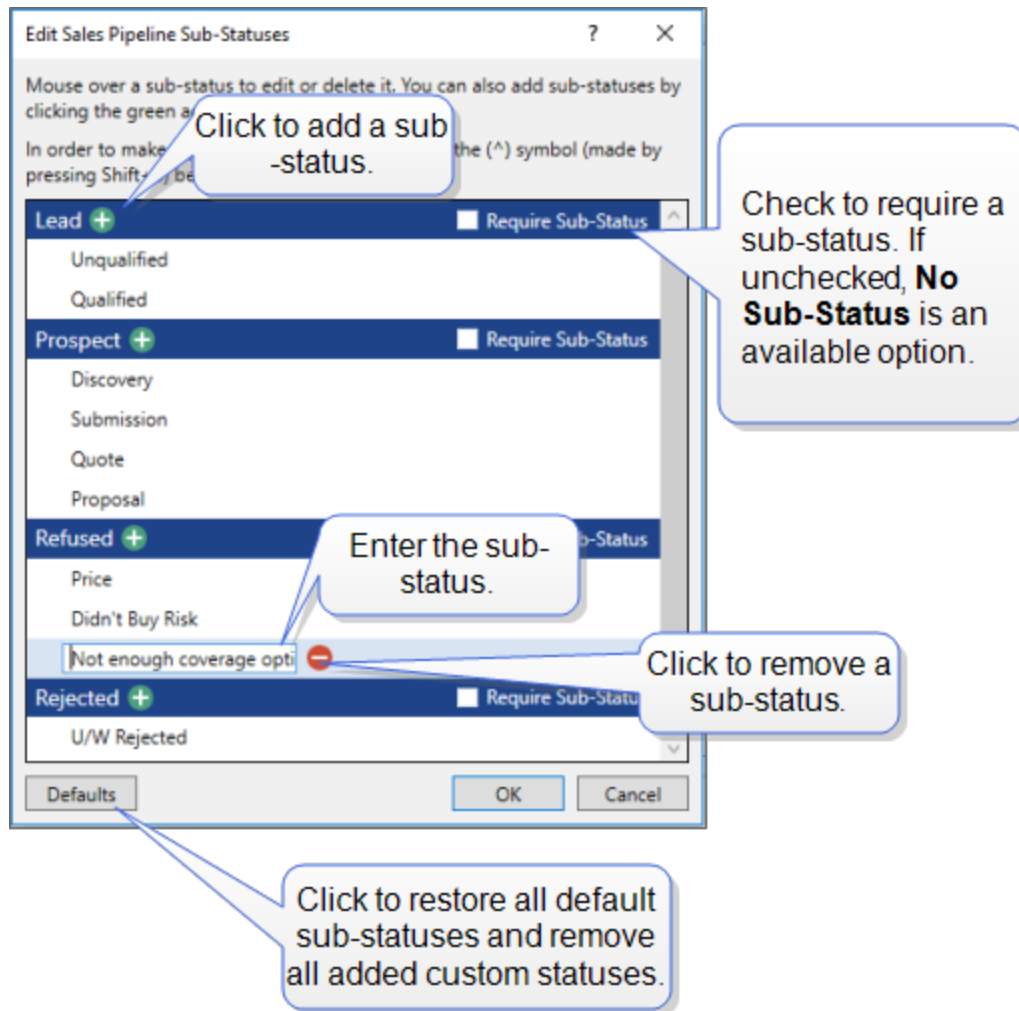 Edit Sales Pipeline Sub-Statuses ? ×
Mouse over a sub-status to edit or delete it. You can also add sub-statuses by
clicking the green a
In order to make the (^) symbol (made by
pressing Shift- be
Click to add a sub
-status.
Lead Require Sub-Status
Unqualified
Qualified
Check to require a
sub-status. If
unchecked, No
Sub-Status is an
available option.
Prospect Require Sub-Status
Discovery
Submission
Quote
Proposal
Refused b-Status
Enter the sub-
status.
Price
Didn't Buy Risk
Not enough coverage opti
Click to remove a
sub-status.
Rejected Require Sub-Statu
U/W Rejected
Defaults OK Cancel
Click to restore all default
sub-statuses and remove
all added custom statuses.